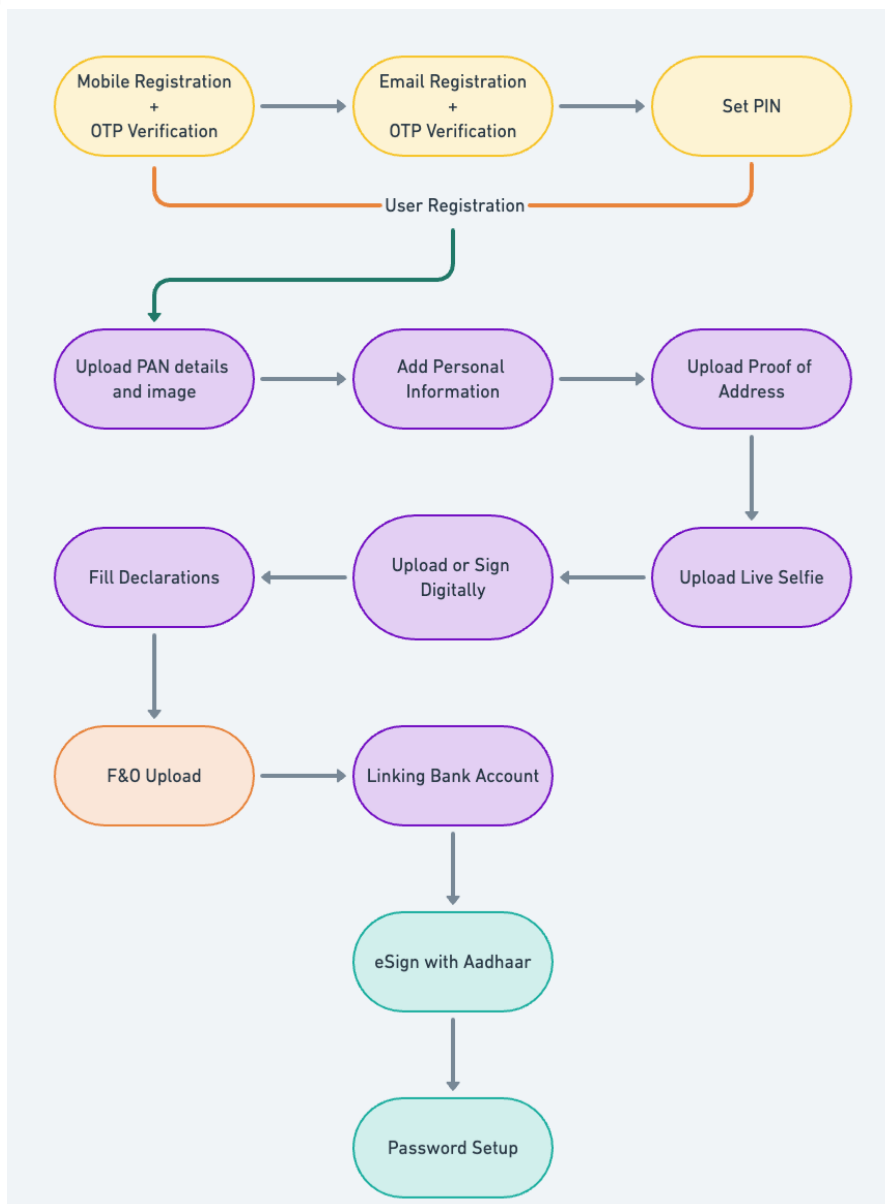 Mobile Registration
+
OTP Verification
Email Registration
+
OTP Verification
Set PIN
User Registration
Upload PAN details
and image
Add Personal
Information
Upload Proof of
Address
Fill Declarations
Upload or Sign
Digitally
Upload Live Selfie
F&O Upload
Linking Bank Account
eSign with Aadhaar
Password Setup